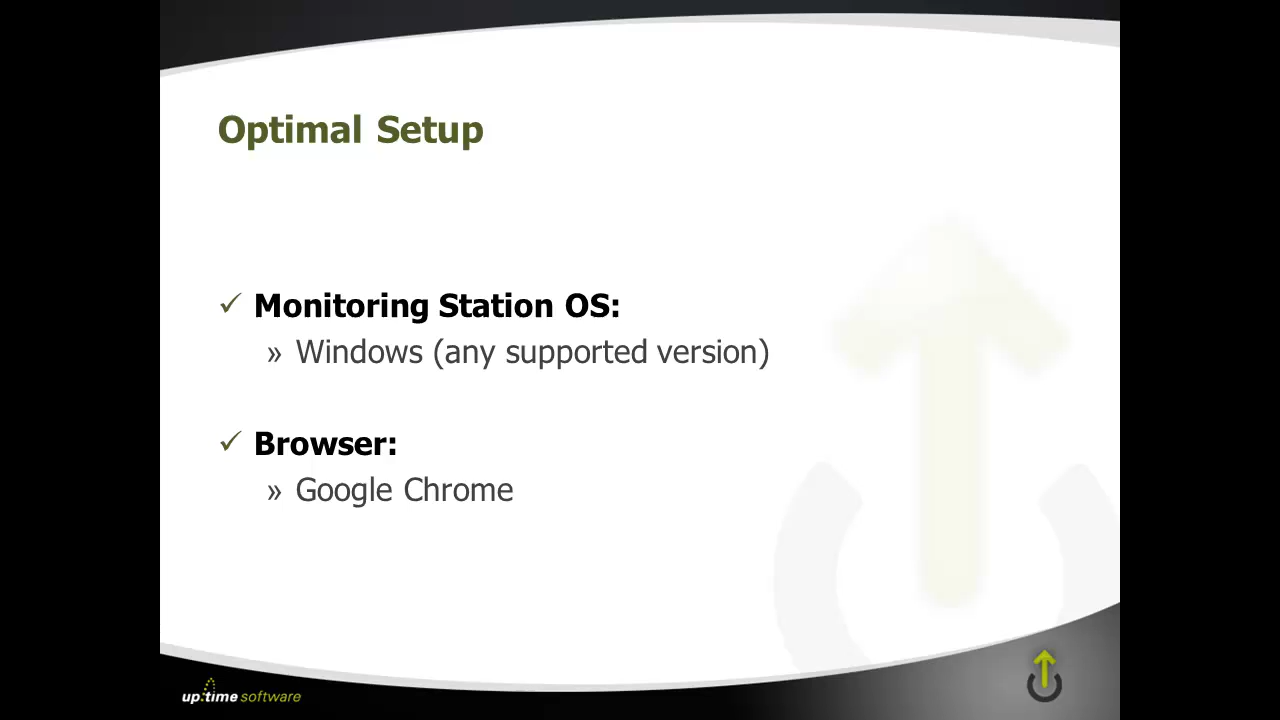 Optimal Setup
✓ Monitoring Station OS:
» Windows (any supported version)
✓ Browser:
» Google Chrome
up.time software